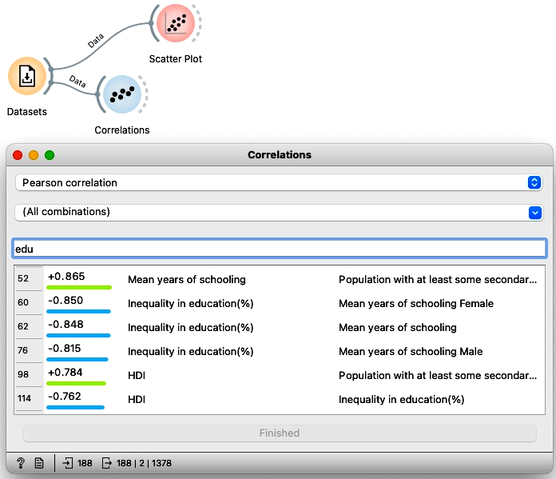 Data
Scatter Plot
Data
Datasets
Correlations
Correlations
Pearson correlation
(All combinations)
edu
52 +0.865 Mean years of schooling Population with at least some secondar...
60 -0.850 Inequality in education(%) Mean years of schooling Female
62 -0.848 Inequality in education(%) Mean years of schooling
76 -0.815 Inequality in education(%) Mean years of schooling Male
98 +0.784 HDI Population with at least some secondar...
114 -0.762 HDI Inequality in education(%)
Finished
? 188 188 | 2 | 1378